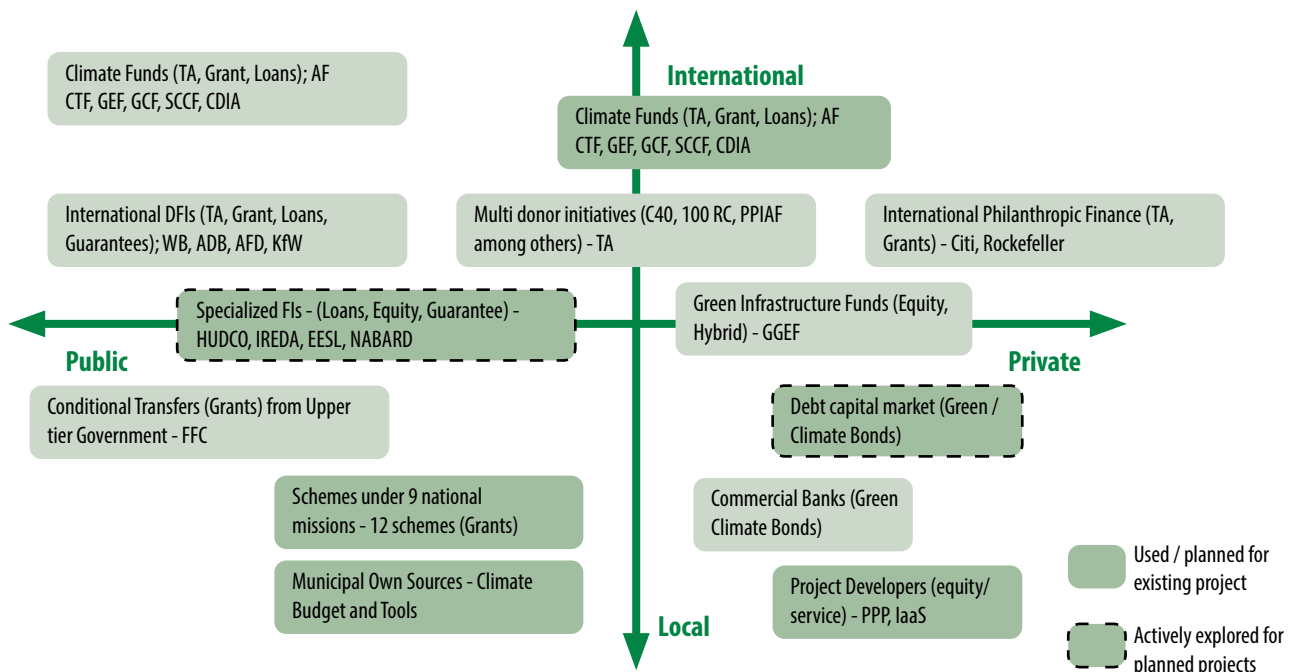 Climate Funds (TA, Grant, Loans); AF
CTF, GEF, GCF, SCCF, CDIA
International
Climate Funds (TA, Grant, Loans); AF
CTF, GEF, GCF, SCCF, CDIA
International DFIs (TA, Grant, Loans,
Guarantees); WB, ADB, AFD, KfW
Multi donor initiatives (C40, 100 RC, PPIAF
among others) - TA
International Philanthropic Finance (TA,
Grants) - Citi, Rockefeller
Specialized FIs - (Loans, Equity, Guarantee) -
HUDCO, IREDA, EESL, NABARD
Green Infrastructure Funds (Equity,
Hybrid) - GGEF
Public
Private
Conditional Transfers (Grants) from Upper
tier Government - FFC
Debt capital market (Green /
Climate Bonds)
Schemes under 9 national
missions - 12 schemes (Grants)
Commercial Banks (Green
Climate Bonds)
Municipal Own Sources - Climate
Budget and Tools
Project Developers (equity/
service) - PPP, IaaS
Local
Used / planned for
existing project
Actively explored for
planned projects